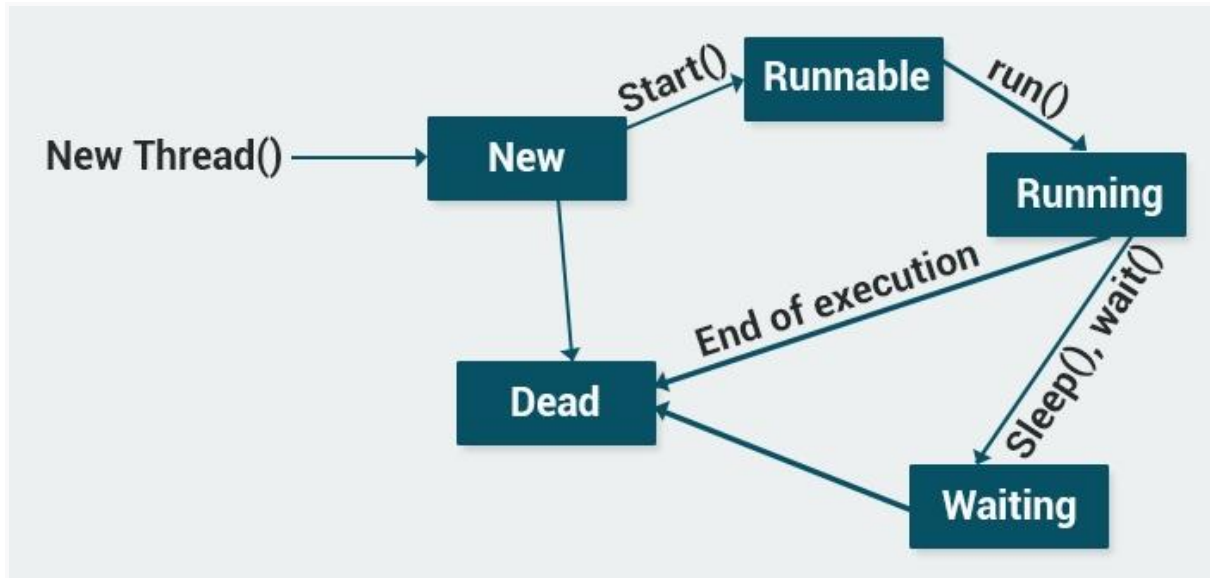 Start()
Runnable
run()
New Thread()
New
Running
End of execution
Sleep(), wait()
Dead
Waiting